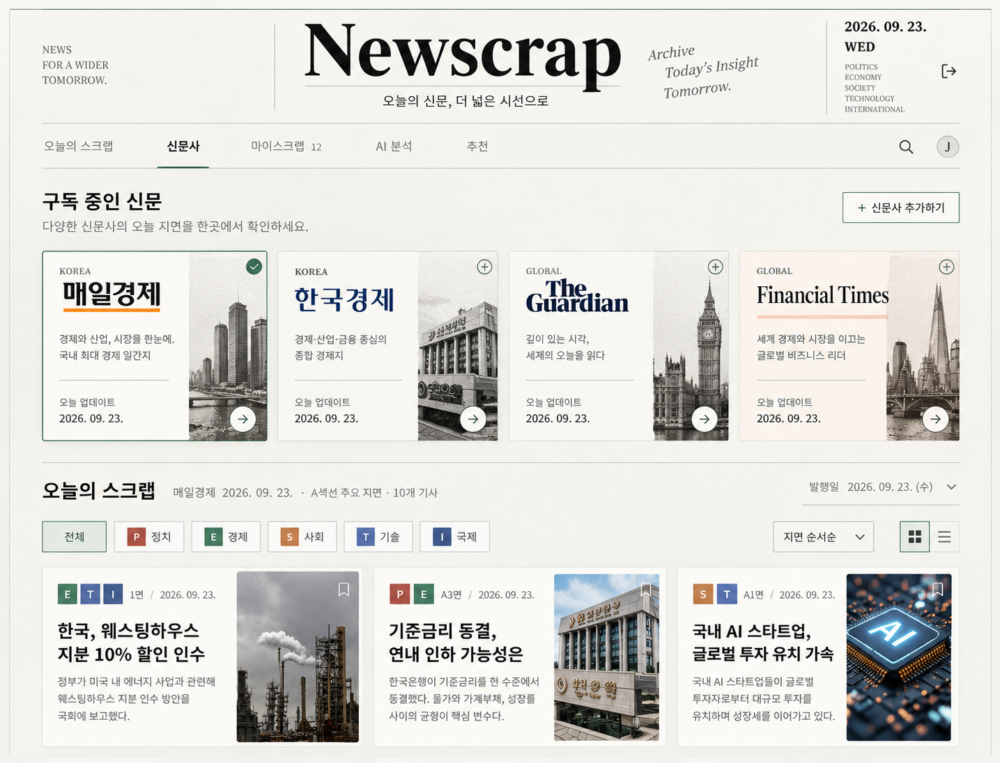 NEWS
FOR A WIDER
TOMORROW.
Newscrap
오늘의 신문, 더 넓은 시선으로
Archive
Today's Insight
Tomorrow.
2026. 09. 23.
WED
POLITICS
ECONOMY
SOCIETY
TECHNOLOGY
INTERNATIONAL
오늘의 스크랩 신문사 마이스크랩 12 AI 분석 추천 J
구독 중인 신문
다양한 신문사의 오늘 지면을 한곳에서 확인하세요.
+ 신문사 추가하기
KOREA
매일경제
경제와 산업, 시장을 한눈에.
국내 최대 경제 일간지
오늘 업데이트
2026. 09. 23.
KOREA
한국경제
경제·산업·금융 중심의
종합 경제지
오늘 업데이트
2026. 09. 23.
GLOBAL
The
Guardian
깊이 있는 시각,
세계의 오늘을 읽다
오늘 업데이트
2026. 09. 23.
GLOBAL
Financial Times
세계 경제와 시장을 이고는
글로벌 비즈니스 리더
오늘 업데이트
2026. 09. 23.
오늘의 스크랩 매일경제 2026. 09. 23. · A섹션 주요 지면 · 10개 기사
발행일 2026. 09. 23. (수)
전체 P 정치 E 경제 S 사회 T 기술 I 국제
지면 순서순
E T I 1면 / 2026. 09. 23.
한국, 웨스팅하우스
지분 10% 할인 인수
정부가 미국 내 에너지 사업과 관련해
웨스팅하우스 지분 인수 방안을
국회에 보고했다.
P E A3면 / 2026. 09. 23.
기준금리 동결,
연내 인하 가능성은
한국은행이 기준금리를 현 수준에서
동결했다. 물가와 가계부채, 성장률
사이의 균형이 핵심 변수다.
S T A1면 / 2026. 09. 23.
국내 AI 스타트업,
글로벌 투자 유치 가속
국내 AI 스타트업들이 글로벌
투자자로부터 대규모 투자를
유치하며 성장세를 이어가고 있다.
AI